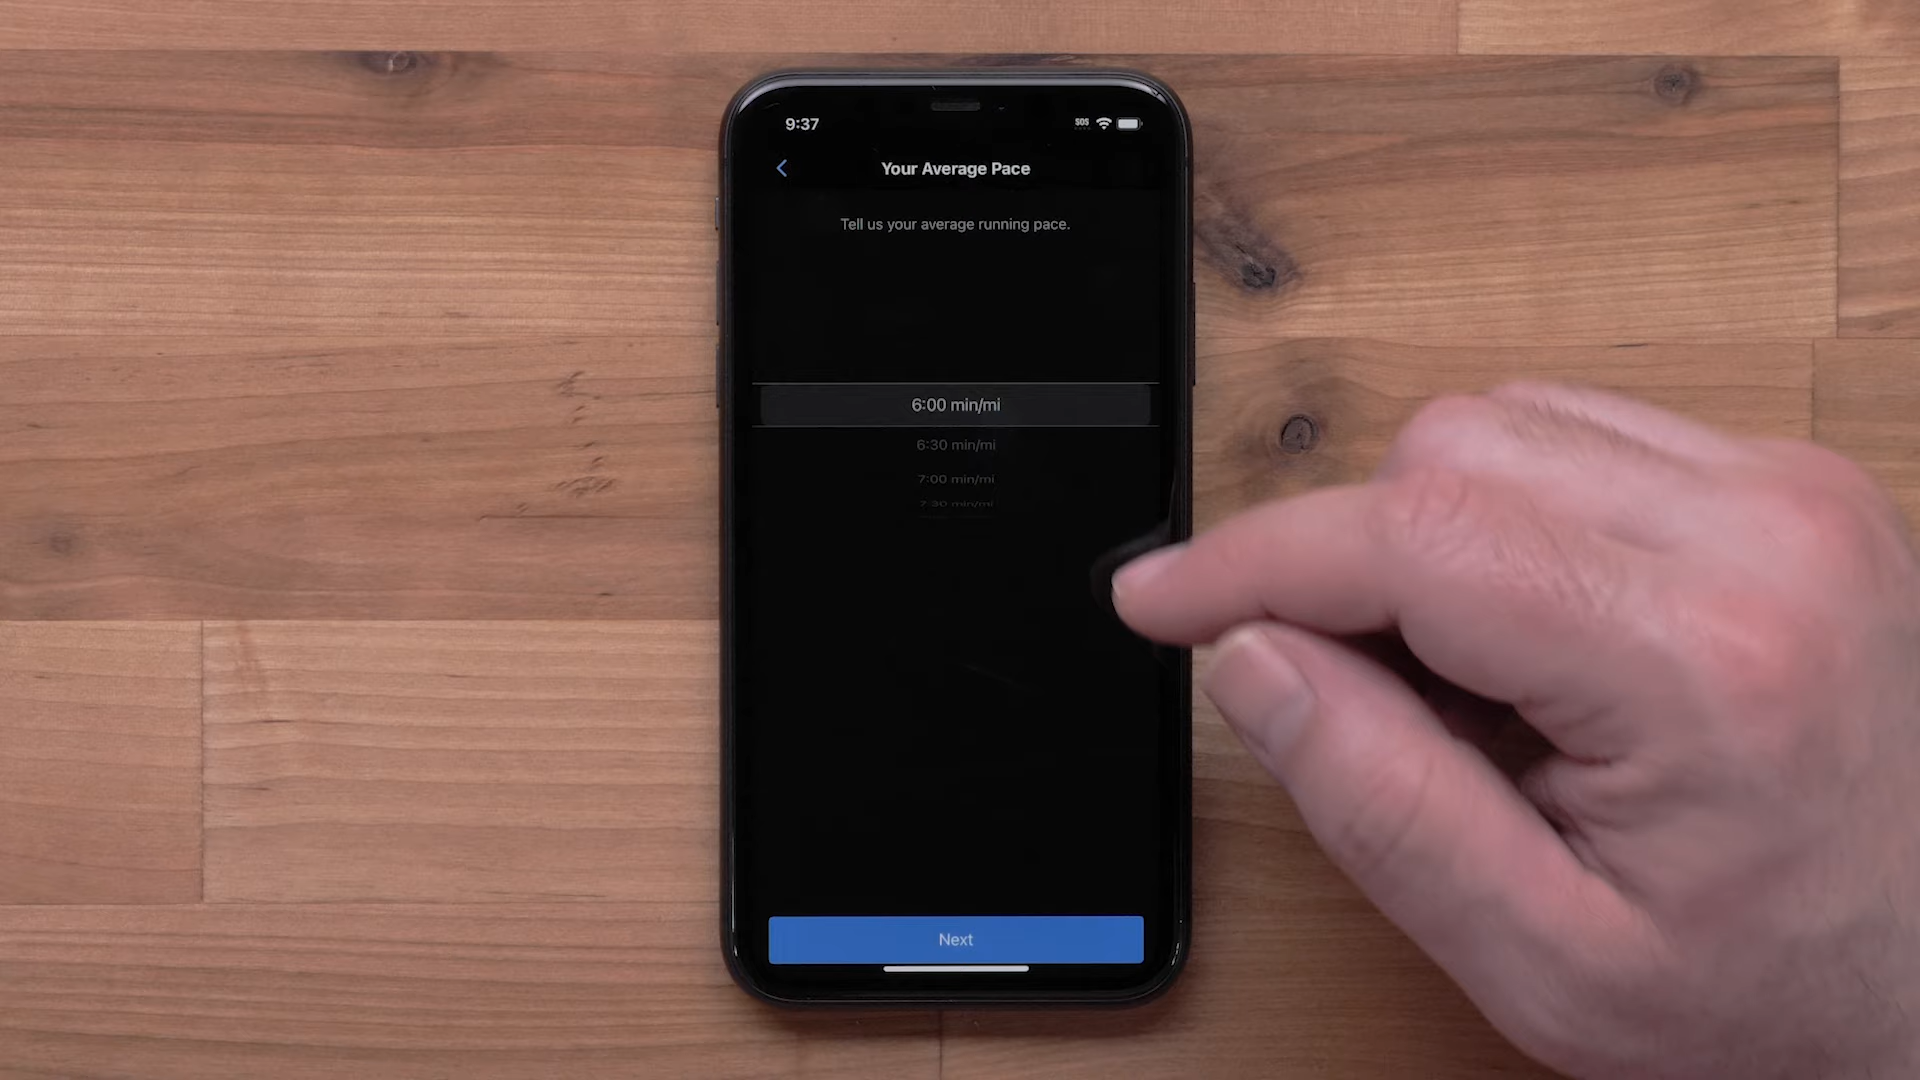 9:37
SOS
Your Average Pace
Tell us your average running pace.
6:00 min/mi
6:30 min/mi
7:00 min/mi
7:30 min/mi
Next